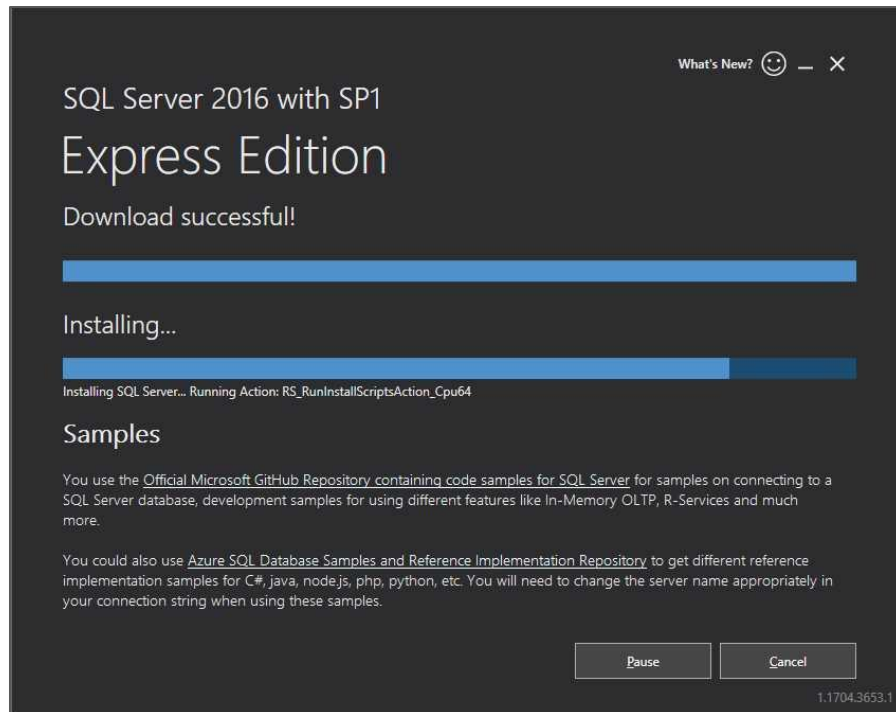 What's New?
SQL Server 2016 with SP1
Express Edition
Download successful!
Installing...
Installing SQL Server... Running Action: RS_RunInstallScriptsAction_Cpu64
Samples
You use the Official Microsoft GitHub Repository containing code samples for SQL Server for samples on connecting to a
SQL Server database, development samples for using different features like In-Memory OLTP, R-Services and much
more.
You could also use Azure SQL Database Samples and Reference Implementation Repository to get different reference
implementation samples for C#, java, node.js, php, python, etc. You will need to change the server name appropriately in
your connection string when using these samples.
Pause
Cancel
1.1704.3653.1